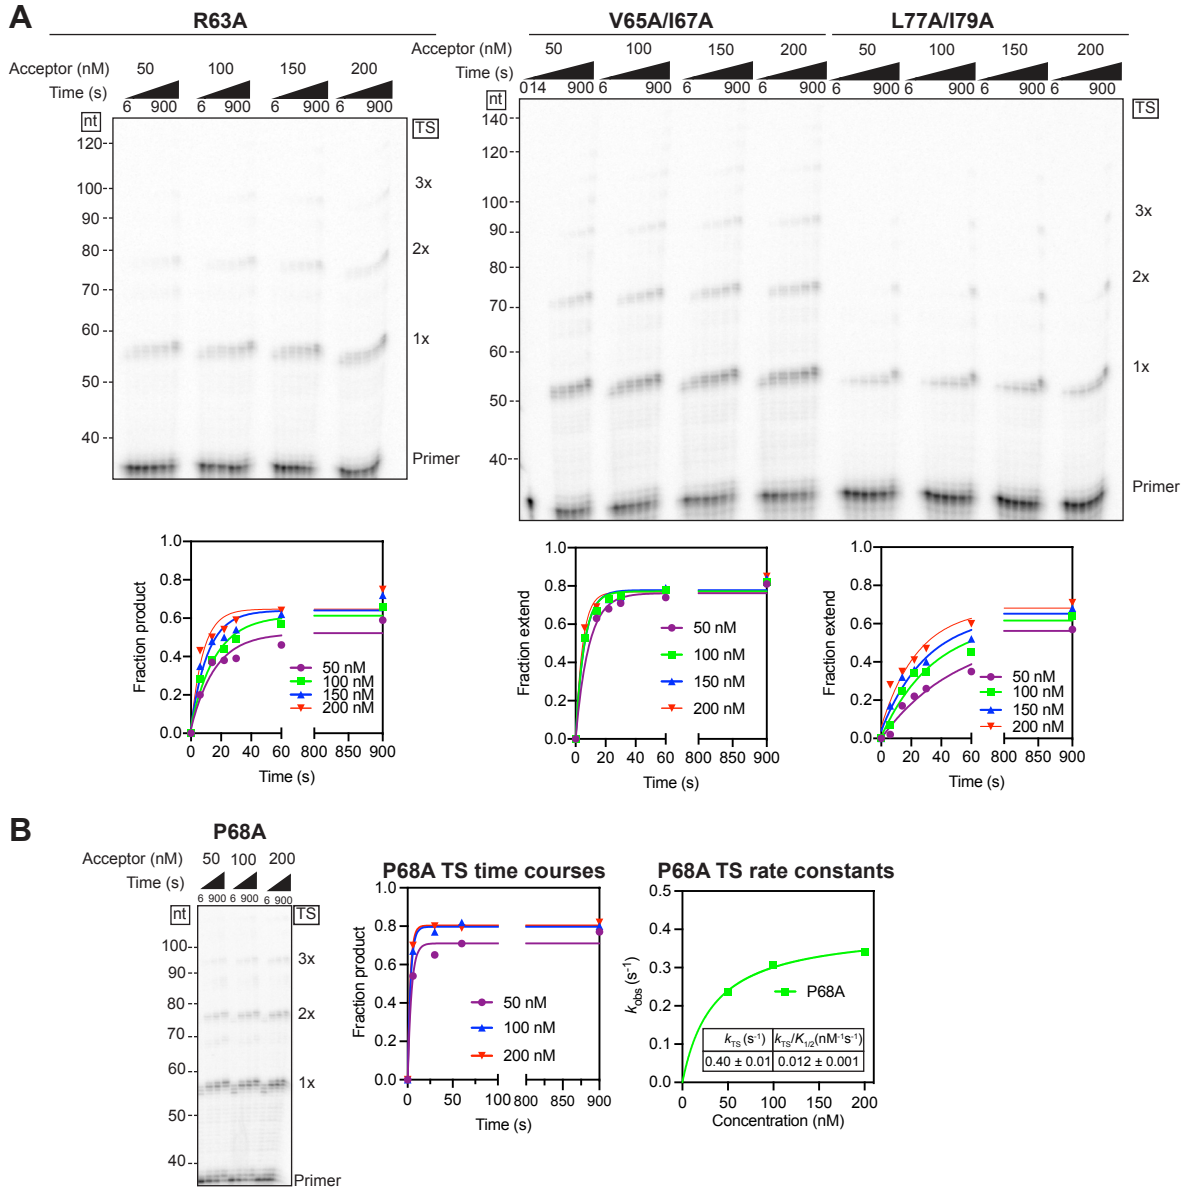 A
R63A
V65A/I67A
L77A/I79A
Acceptor (nM) 50 100 150 200
Time (s)
6 900 6 900 6 900 6 900
nt
TS
120
100
90
80
70
60
50
40
3x
2x
1x
Primer
Acceptor (nM) 50 100 150 200 50 100 150 200
Time (s)
0 14 900 6 900 6 900 6 900 6 900 6 900 6 900 6 900
nt
TS
140
120
100
90
80
70
60
50
40
3x
2x
1x
Primer
Fraction product
1.0
0.8
0.6
0.4
0.2
0.0
50 nM
100 nM
150 nM
200 nM
0 20 40 60 800 850 900
Time (s)
Fraction extend
1.0
0.8
0.6
0.4
0.2
0.0
50 nM
100 nM
150 nM
200 nM
0 20 40 60 800 850 900
Time (s)
Fraction extend
1.0
0.8
0.6
0.4
0.2
0.0
50 nM
100 nM
150 nM
200 nM
0 20 40 60 800 850 900
Time (s)
B
P68A
Acceptor (nM) 50 100 200
Time (s)
6 900 6 900 6 900
nt
TS
100
80
70
60
50
40
3x
2x
1x
Primer
P68A TS time courses
Fraction product
1.0
0.8
0.6
0.4
0.2
0.0
50 nM
100 nM
200 nM
0 50 100 800 850 900
Time (s)
P68A TS rate constants
kobs (s⁻¹)
0.5
0.4
0.3
0.2
0.1
0.0
P68A
kTS (s⁻¹) kTS/K1/2(nM⁻¹s⁻¹)
0.40 ± 0.01 0.012 ± 0.001
0 50 100 150 200
Concentration (nM)